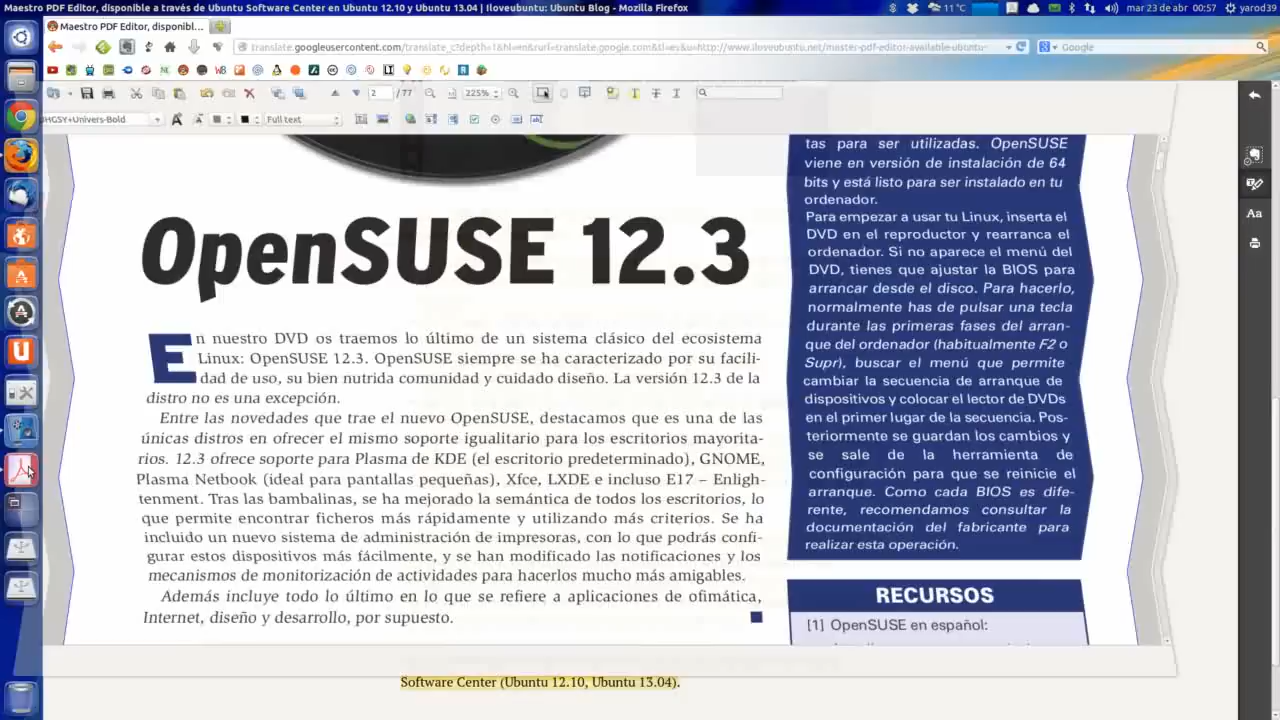 Maestro PDF Editor, disponible a través de Ubuntu Software Center en Ubuntu 12.10 y Ubuntu 13.04 | Iloveubuntu: Ubuntu Blog - Mozilla Firefox
11 °C
mar 23 de abr
00:57
yarod39
Maestro PDF Editor, disponibl...
translate.googleusercontent.com/translate_c?depth=1&hl=en&rurl=translate.google.com&tl=es&u=http://www.iloveubuntu.net/master-pdf-editor-available-ubuntu-
Google
2 / 77
225%
HGSY+Univers-Bold
Full text
OpenSUSE 12.3
En nuestro DVD os traemos lo último de un sistema clásico del ecosistema
Linux: OpenSUSE 12.3. OpenSUSE siempre se ha caracterizado por su facili-
dad de uso, su bien nutrida comunidad y cuidado diseño. La versión 12.3 de la
distro no es una excepción.
Entre las novedades que trae el nuevo OpenSUSE, destacamos que es una de las
únicas distros en ofrecer el mismo soporte igualitario para los escritorios mayorita-
rios. 12.3 ofrece soporte para Plasma de KDE (el escritorio predeterminado), GNOME,
Plasma Netbook (ideal para pantallas pequeñas), Xfce, LXDE e incluso E17 – Enligh-
tenment. Tras las bambalinas, se ha mejorado la semántica de todos los escritorios, lo
que permite encontrar ficheros más rápidamente y utilizando más criterios. Se ha
incluido un nuevo sistema de administración de impresoras, con lo que podrás confi-
gurar estos dispositivos más fácilmente, y se han modificado las notificaciones y los
mecanismos de monitorización de actividades para hacerlos mucho más amigables.
Además incluye todo lo último en lo que se refiere a aplicaciones de ofimática,
Internet, diseño y desarrollo, por supuesto.
tas para ser utilizadas. OpenSUSE
viene en versión de instalación de 64
bits y está listo para ser instalado en tu
ordenador.
Para empezar a usar tu Linux, inserta el
DVD en el reproductor y rearranca el
ordenador. Si no aparece el menú del
DVD, tienes que ajustar la BIOS para
arrancar desde el disco. Para hacerlo,
normalmente has de pulsar una tecla
durante las primeras fases del arran-
que del ordenador (habitualmente F2 o
Supr), buscar el menú que permite
cambiar la secuencia de arranque de
dispositivos y colocar el lector de DVDs
en el primer lugar de la secuencia. Pos-
teriormente se guardan los cambios y
se sale de la herramienta de
configuración para que se reinicie el
arranque. Como cada BIOS es dife-
rente, recomendamos consultar la
documentación del fabricante para
realizar esta operación.
RECURSOS
[1] OpenSUSE en español:
Software Center (Ubuntu 12.10, Ubuntu 13.04).
Aa